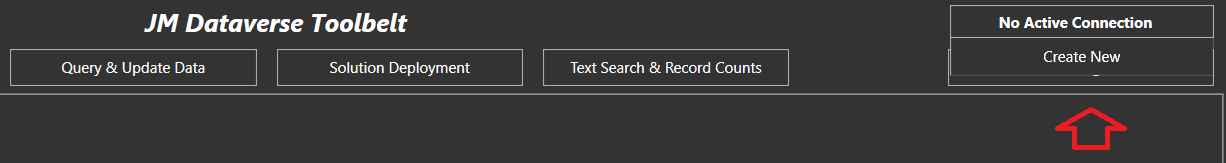 JM Dataverse Toolbelt
No Active Connection
Query & Update Data
Solution Deployment
Text Search & Record Counts
Create New